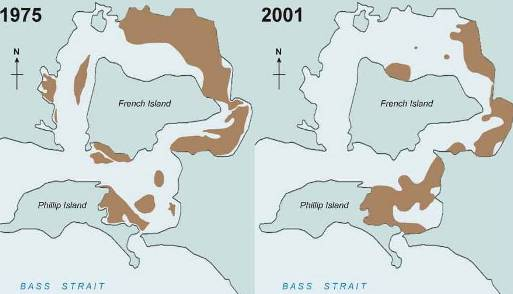 1975
N
French Island
Phillip Island
BASS STRAIT
2001
N
French Island
Phillip Island
BASS STRAIT